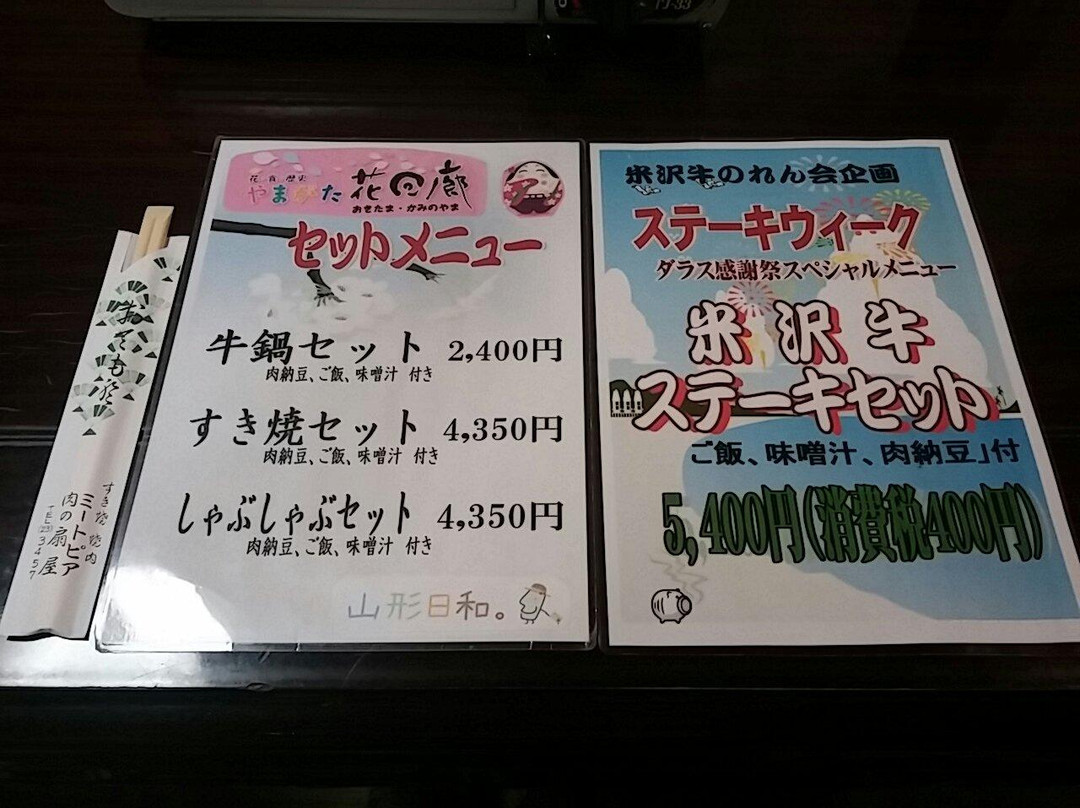 PJ-33
おてもと
すき焼 焼肉
ミートピア
肉の扇屋
TEL(23)3457
花 食 歴史
やまがた花回廊
おきたま・かみのやま
セットメニュー
牛鍋セット 2,400円
肉納豆、ご飯、味噌汁 付き
すき焼セット 4,350円
肉納豆、ご飯、味噌汁 付き
しゃぶしゃぶセット 4,350円
肉納豆、ご飯、味噌汁 付き
山形日和。
米沢牛のれん会企画
ステーキウィーク
ダラス感謝祭スペシャルメニュー
米沢牛
ステーキセット
ご飯、味噌汁、肉納豆」付
5,400円(消費税400円)